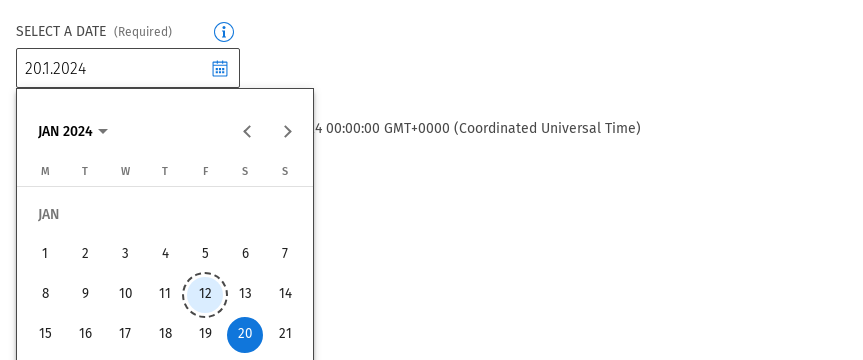 SELECT A DATE (Required)
20.1.2024
4 00:00:00 GMT+0000 (Coordinated Universal Time)
JAN 2024
M T W T F S S
JAN
1 2 3 4 5 6 7
8 9 10 11 12 13 14
15 16 17 18 19 20 21